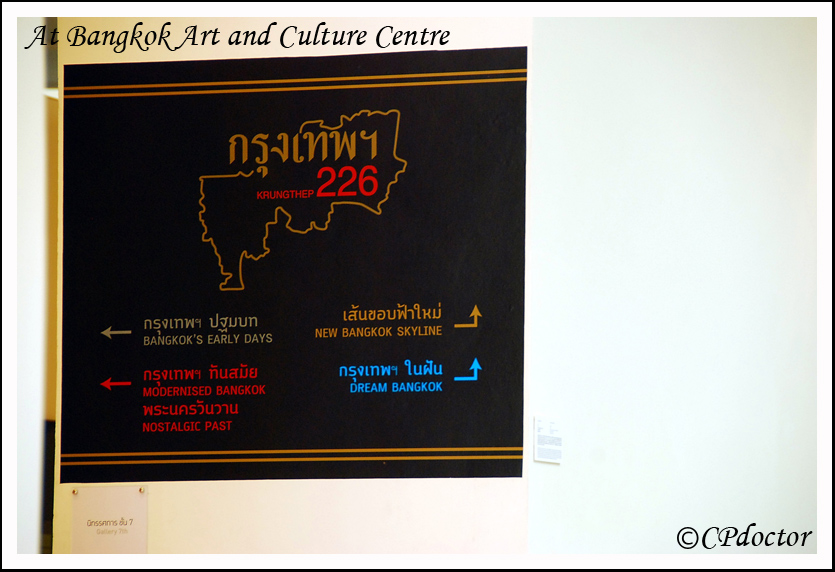 At Bangkok Art and Culture Centre
กรุงเทพฯ
KRUNGTHEP 226
กรุงเทพฯ ปฐมบท
BANGKOK'S EARLY DAYS
กรุงเทพฯ ทันสมัย
MODERNISED BANGKOK
พระนครวันวาน
NOSTALGIC PAST
เส้นขอบฟ้าใหม่
NEW BANGKOK SKYLINE
กรุงเทพฯ ในฝัน
DREAM BANGKOK
นิทรรศการ ชั้น 7
Gallery 7th
©CPdoctor